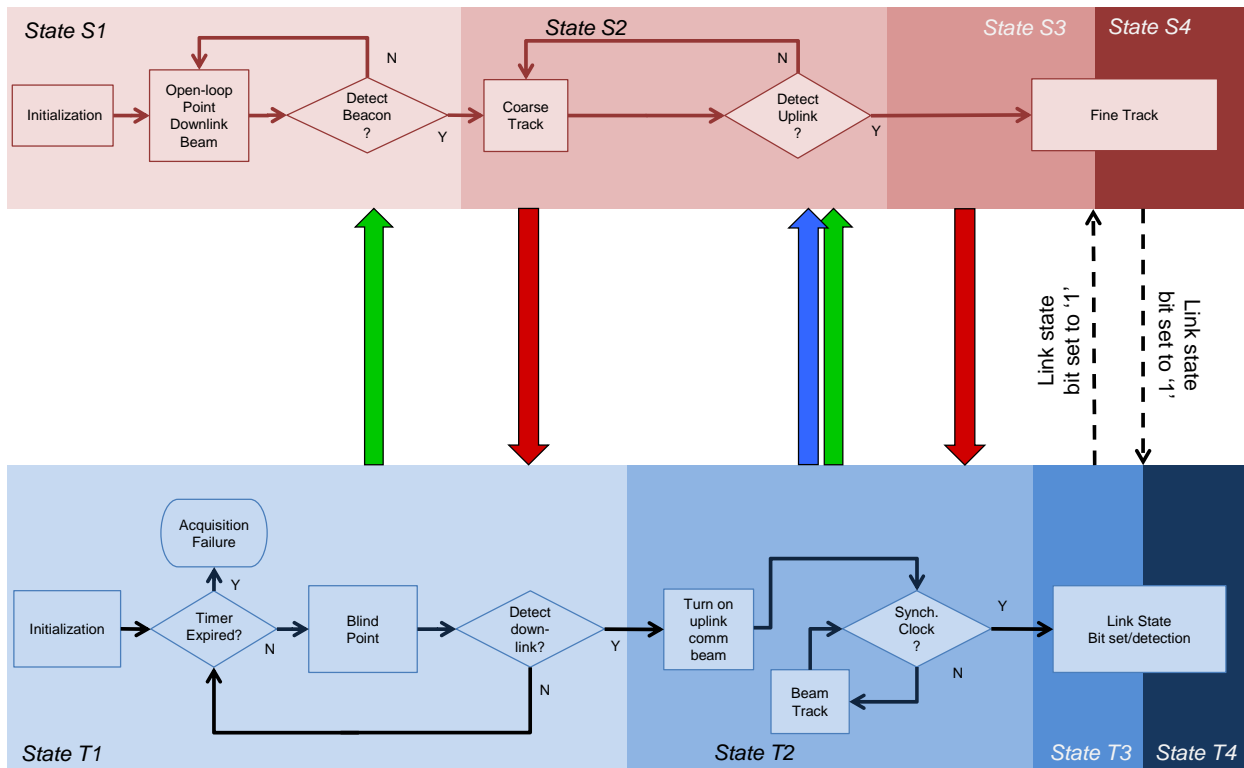 State S1
State S2
State S3
State S4
Initialization
Open-loop
Point
Downlink
Beam
N
Detect
Beacon
?
Y
Coarse
Track
N
Detect
Uplink
?
Y
Fine Track
Link state
bit set to ‘1’
Link state
bit set to ‘1’
Acquisition
Failure
Y
Initialization
Timer
Expired?
N
Blind
Point
Detect
down-
link?
Y
N
Turn on
uplink
comm
beam
Synch.
Clock
?
Y
N
Beam
Track
Link State
Bit set/detection
State T1
State T2
State T3
State T4